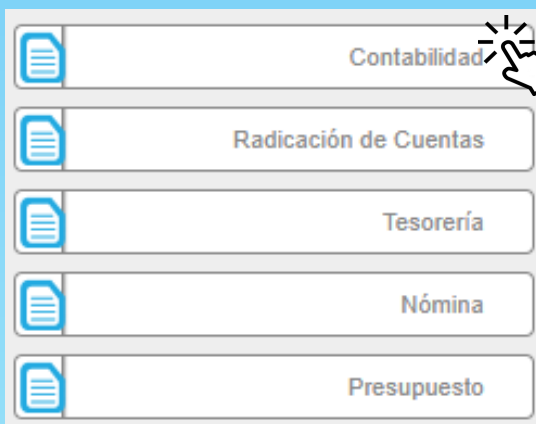 Contabilidad
Radicación de Cuentas
Tesorería
Nómina
Presupuesto